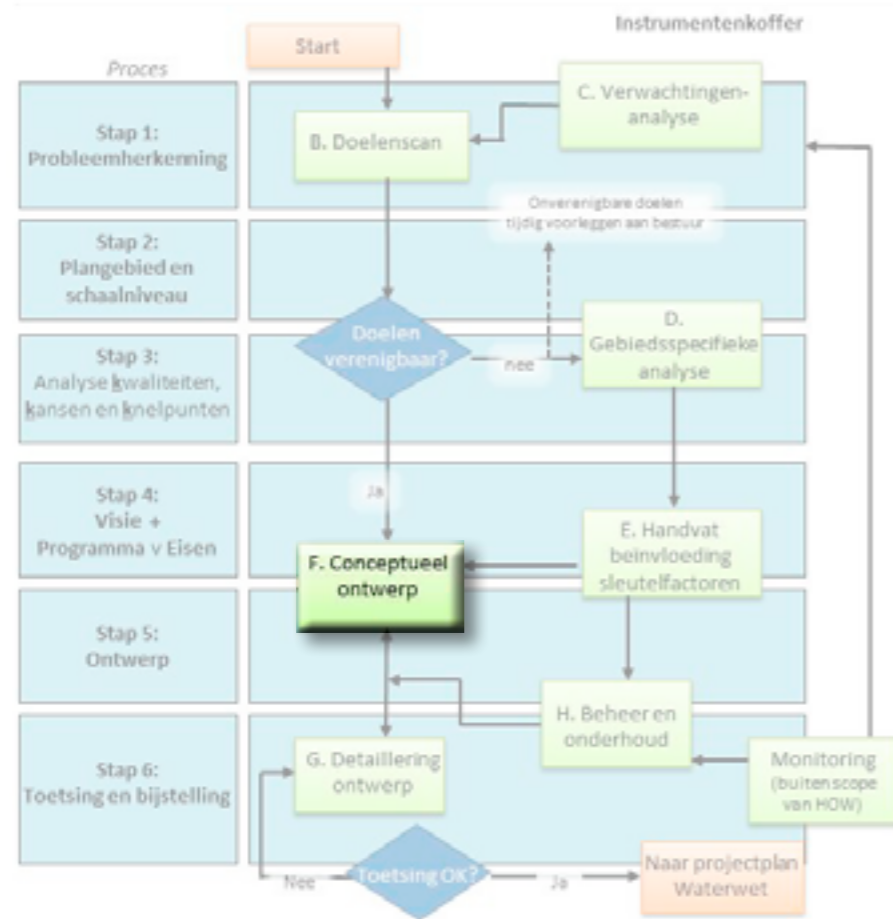 Instrumentenkoffer
Start
Proces
Stap 1:
Probleemherkenning
B. Doelenscan
C. Verwachtingen-
analyse
Onverenigbare doelen
tijdig voorleggen aan bestuur
Stap 2:
Plangebied en
schaalniveau
Doelen
verenigbaar?
nee
D.
Gebiedsspecifieke
analyse
Stap 3:
Analyse kwaliteiten,
kansen en knelpunten
Ja
Stap 4:
Visie +
Programma v Eisen
F. Conceptueel
ontwerp
E. Handvat
beïnvloeding
sleutelfactoren
Stap 5:
Ontwerp
H. Beheer en
onderhoud
Stap 6:
Toetsing en bijstelling
G. Detaillering
ontwerp
Monitoring
(buiten scope
van HOW)
Nee
Toetsing OK?
Ja
Naar projectplan
Waterwet